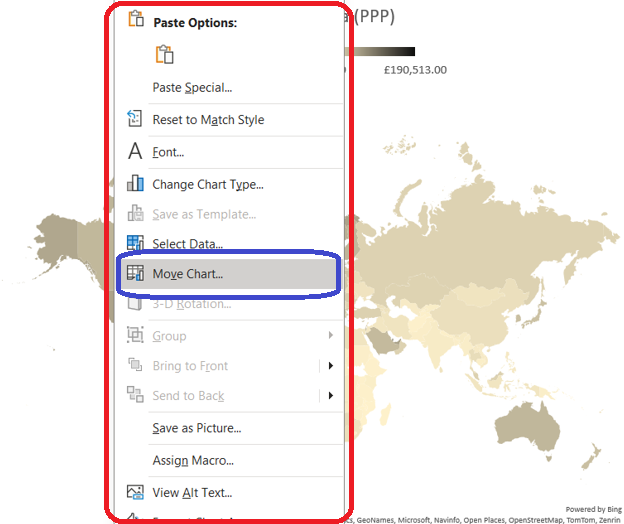 Paste Options:
(PPP)
£190,513.00
Paste Special...
Reset to Match Style
Font...
Change Chart Type...
Save as Template...
Select Data...
Move Chart...
3-D Rotation...
Group
Bring to Front
Send to Back
Save as Picture...
Assign Macro...
View Alt Text...
Powered by Bing
GeoNames, Microsoft, Navinfo, Open Places, OpenStreetMap, TomTom, Zenrin